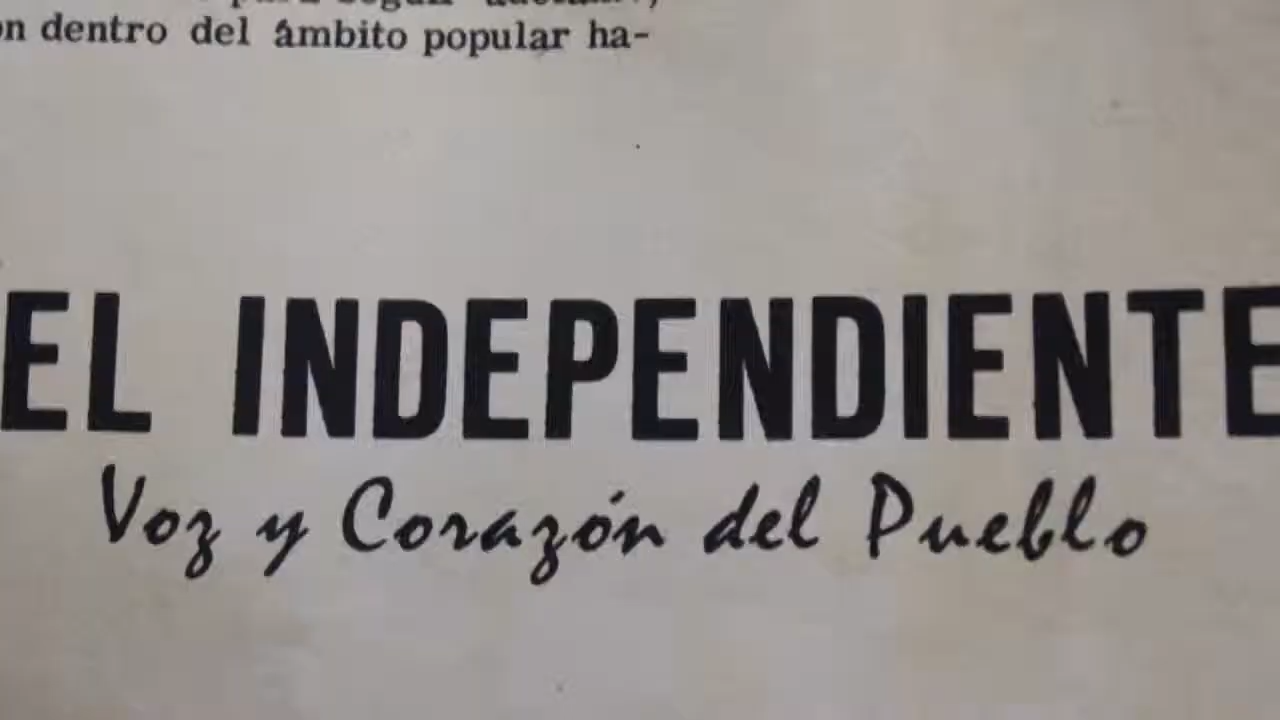 dentro del ámbito popular ha-
EL INDEPENDIENTE
Voz y Corazón del Pueblo